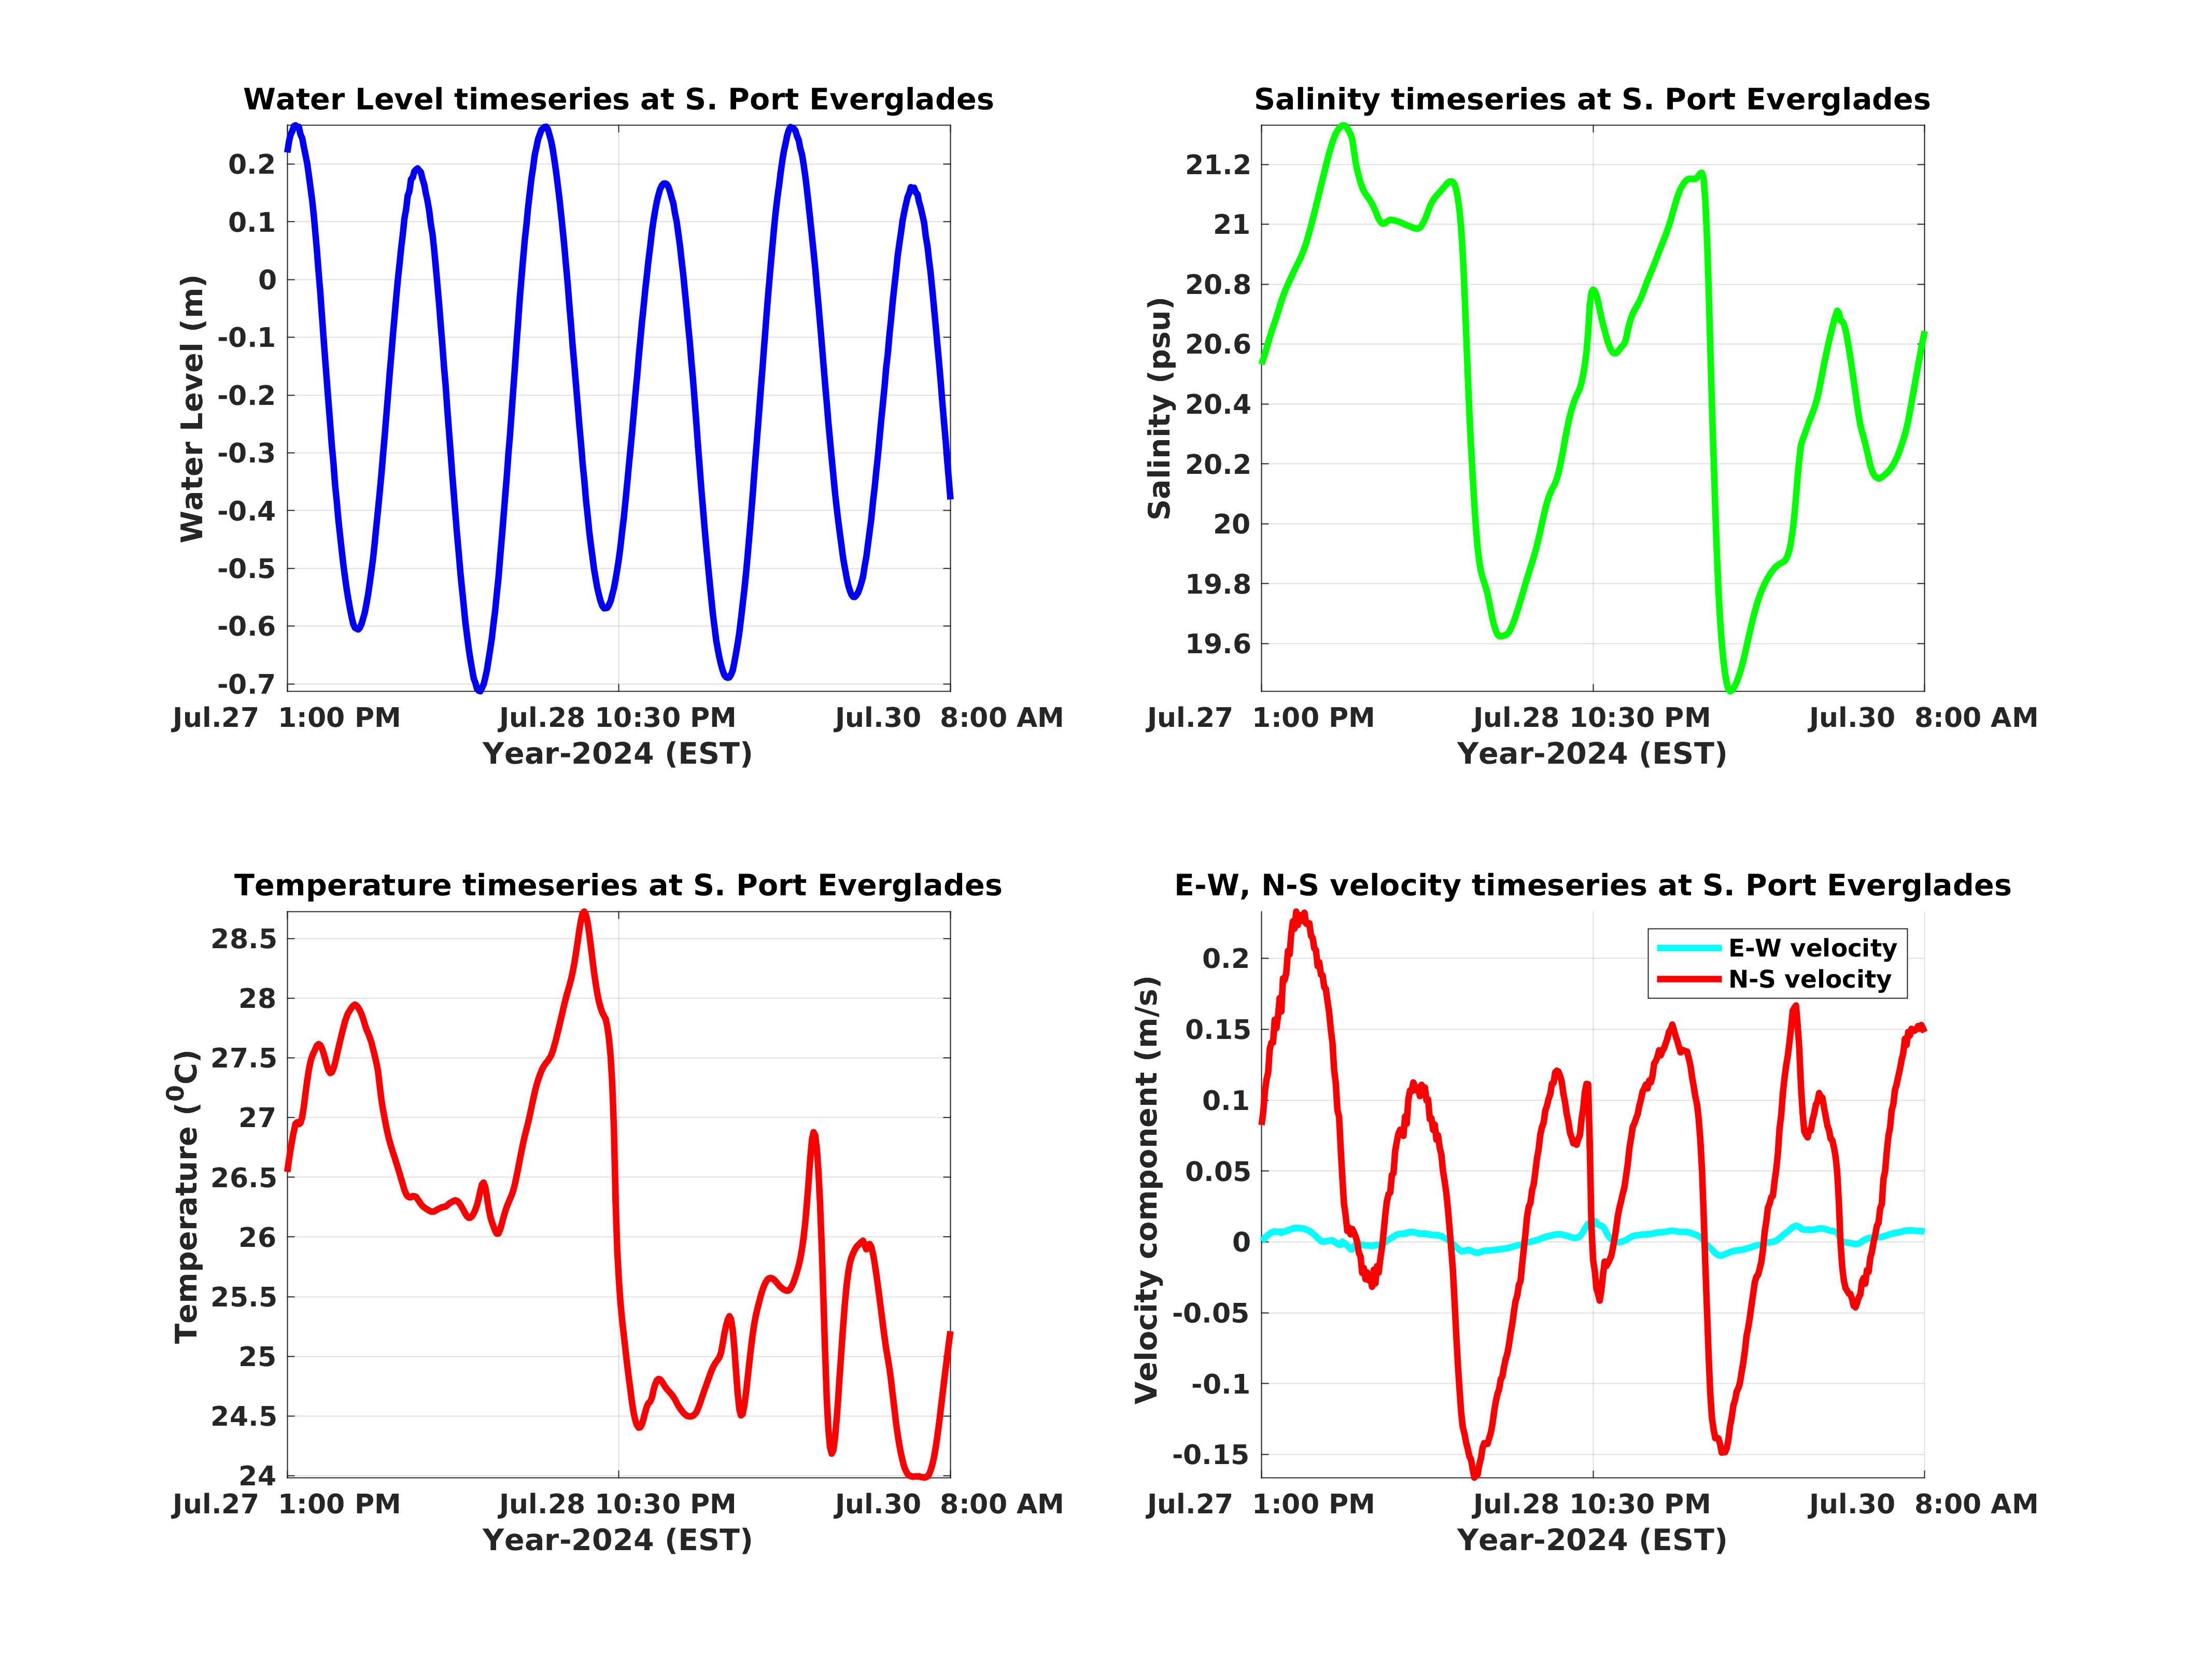 Water Level timeseries at S. Port Everglades
0.2
0.1
0
-0.1
-0.2
-0.3
-0.4
-0.5
-0.6
-0.7
Water Level (m)
Jul.27 1:00 PM Jul.28 10:30 PM Jul.30 8:00 AM
Year-2024 (EST)
Salinity timeseries at S. Port Everglades
21.2
21
20.8
20.6
20.4
20.2
20
19.8
19.6
Salinity (psu)
Jul.27 1:00 PM Jul.28 10:30 PM Jul.30 8:00 AM
Year-2024 (EST)
Temperature timeseries at S. Port Everglades
28.5
28
27.5
27
26.5
26
25.5
25
24.5
24
Temperature (⁰C)
Jul.27 1:00 PM Jul.28 10:30 PM Jul.30 8:00 AM
Year-2024 (EST)
E-W, N-S velocity timeseries at S. Port Everglades
E-W velocity
N-S velocity
0.2
0.15
0.1
0.05
0
-0.05
-0.1
-0.15
Velocity component (m/s)
Jul.27 1:00 PM Jul.28 10:30 PM Jul.30 8:00 AM
Year-2024 (EST)